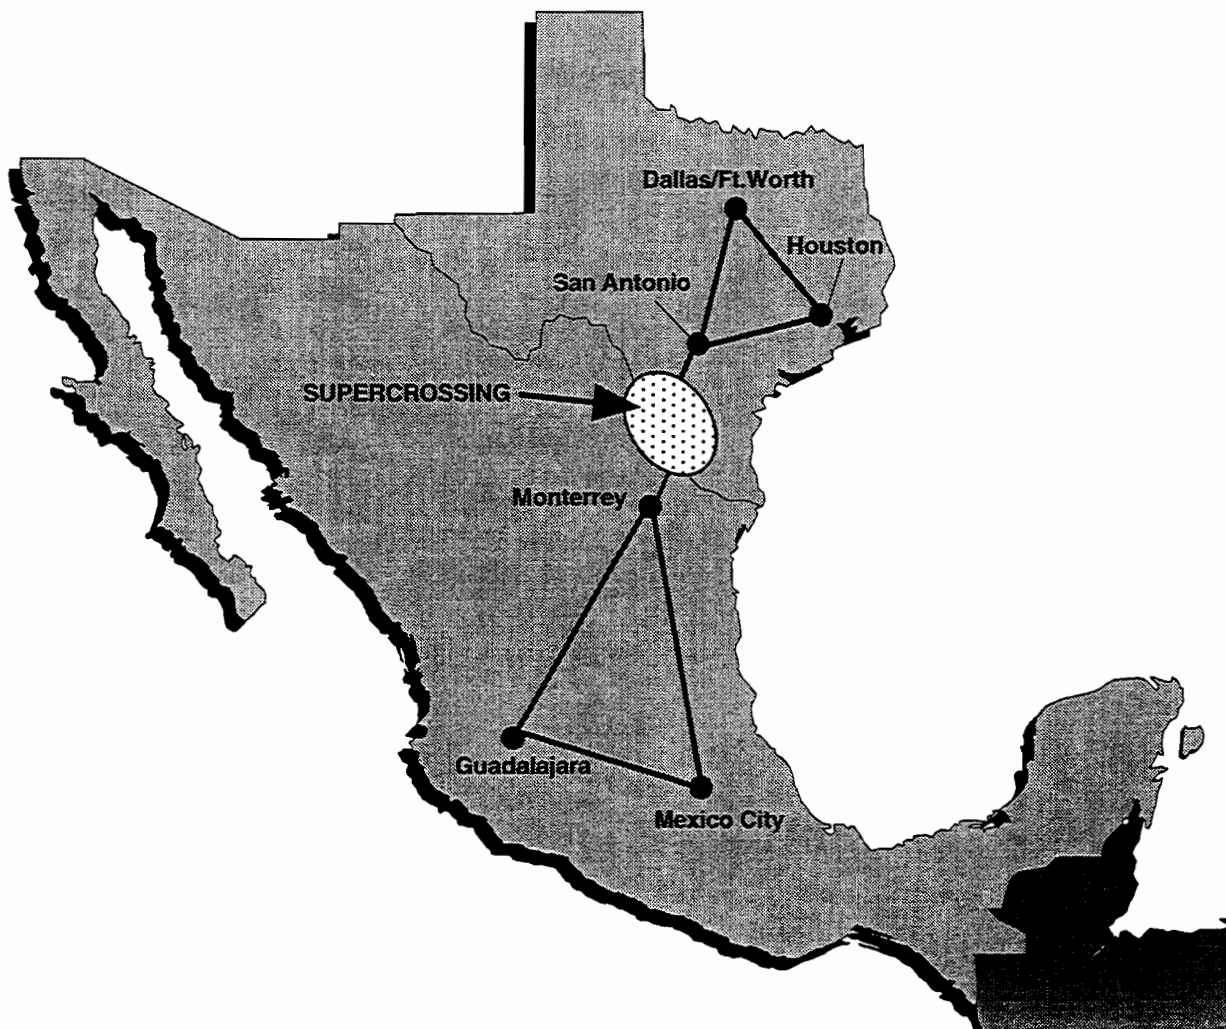 Dallas/Ft.Worth
Houston
San Antonio
SUPERCROSSING
Monterrey
Guadalajara
Mexico City